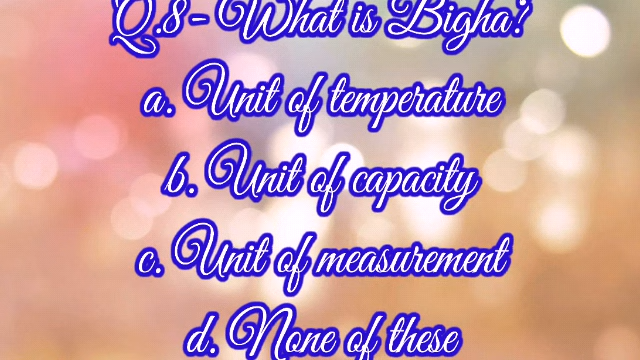 Q.8- What is Bigha?
a. Unit of temperature
b. Unit of capacity
c. Unit of measurement
d. None of these